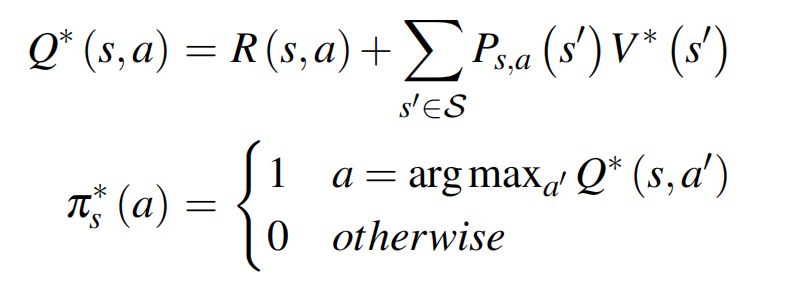 Q* (s,a) = R (s,a) + ∑_{s′∈𝒮} P_{s,a} (s′) V* (s′)
π*_s (a) = { 1 a = arg max_{a′} Q* (s,a′)
0 otherwise